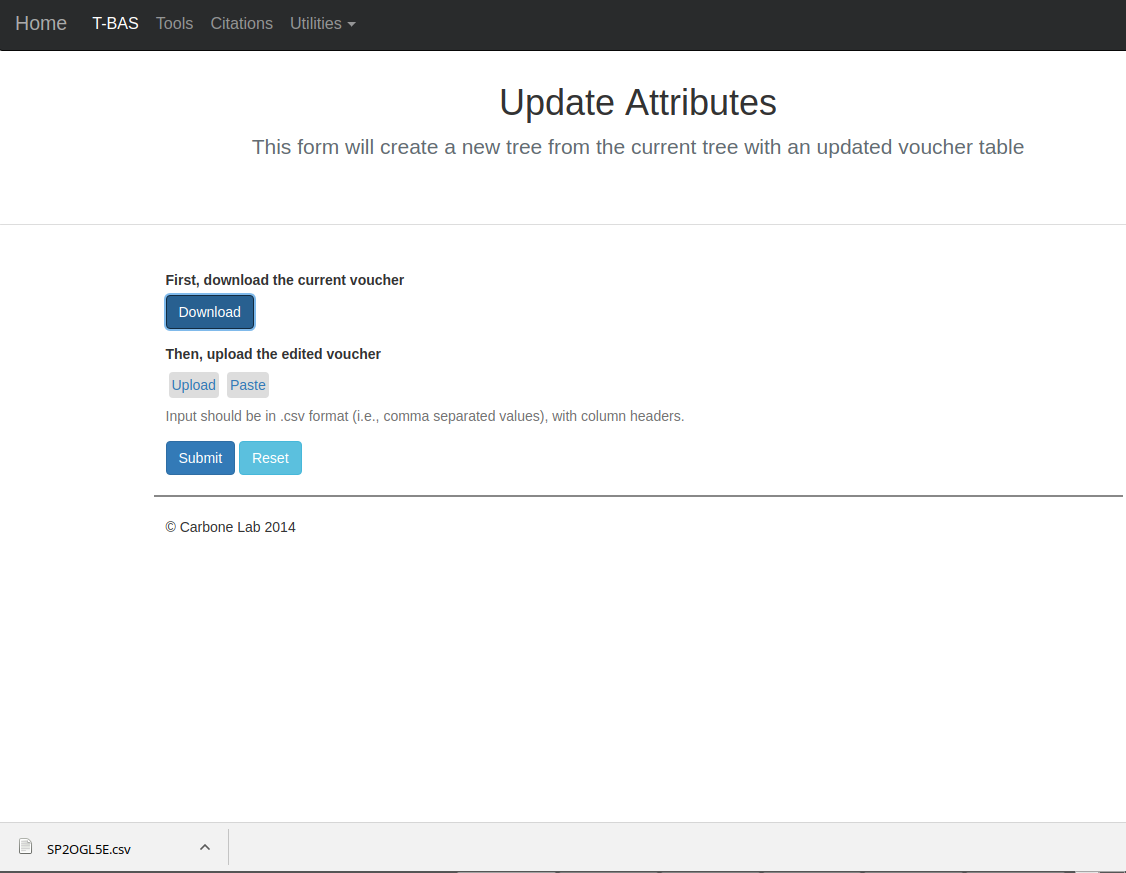 Home T-BAS Tools Citations Utilities
Update Attributes
This form will create a new tree from the current tree with an updated voucher table
First, download the current voucher
Download
Then, upload the edited voucher
Upload Paste
Input should be in .csv format (i.e., comma separated values), with column headers.
Submit Reset
© Carbone Lab 2014
SP2OGL5E.csv